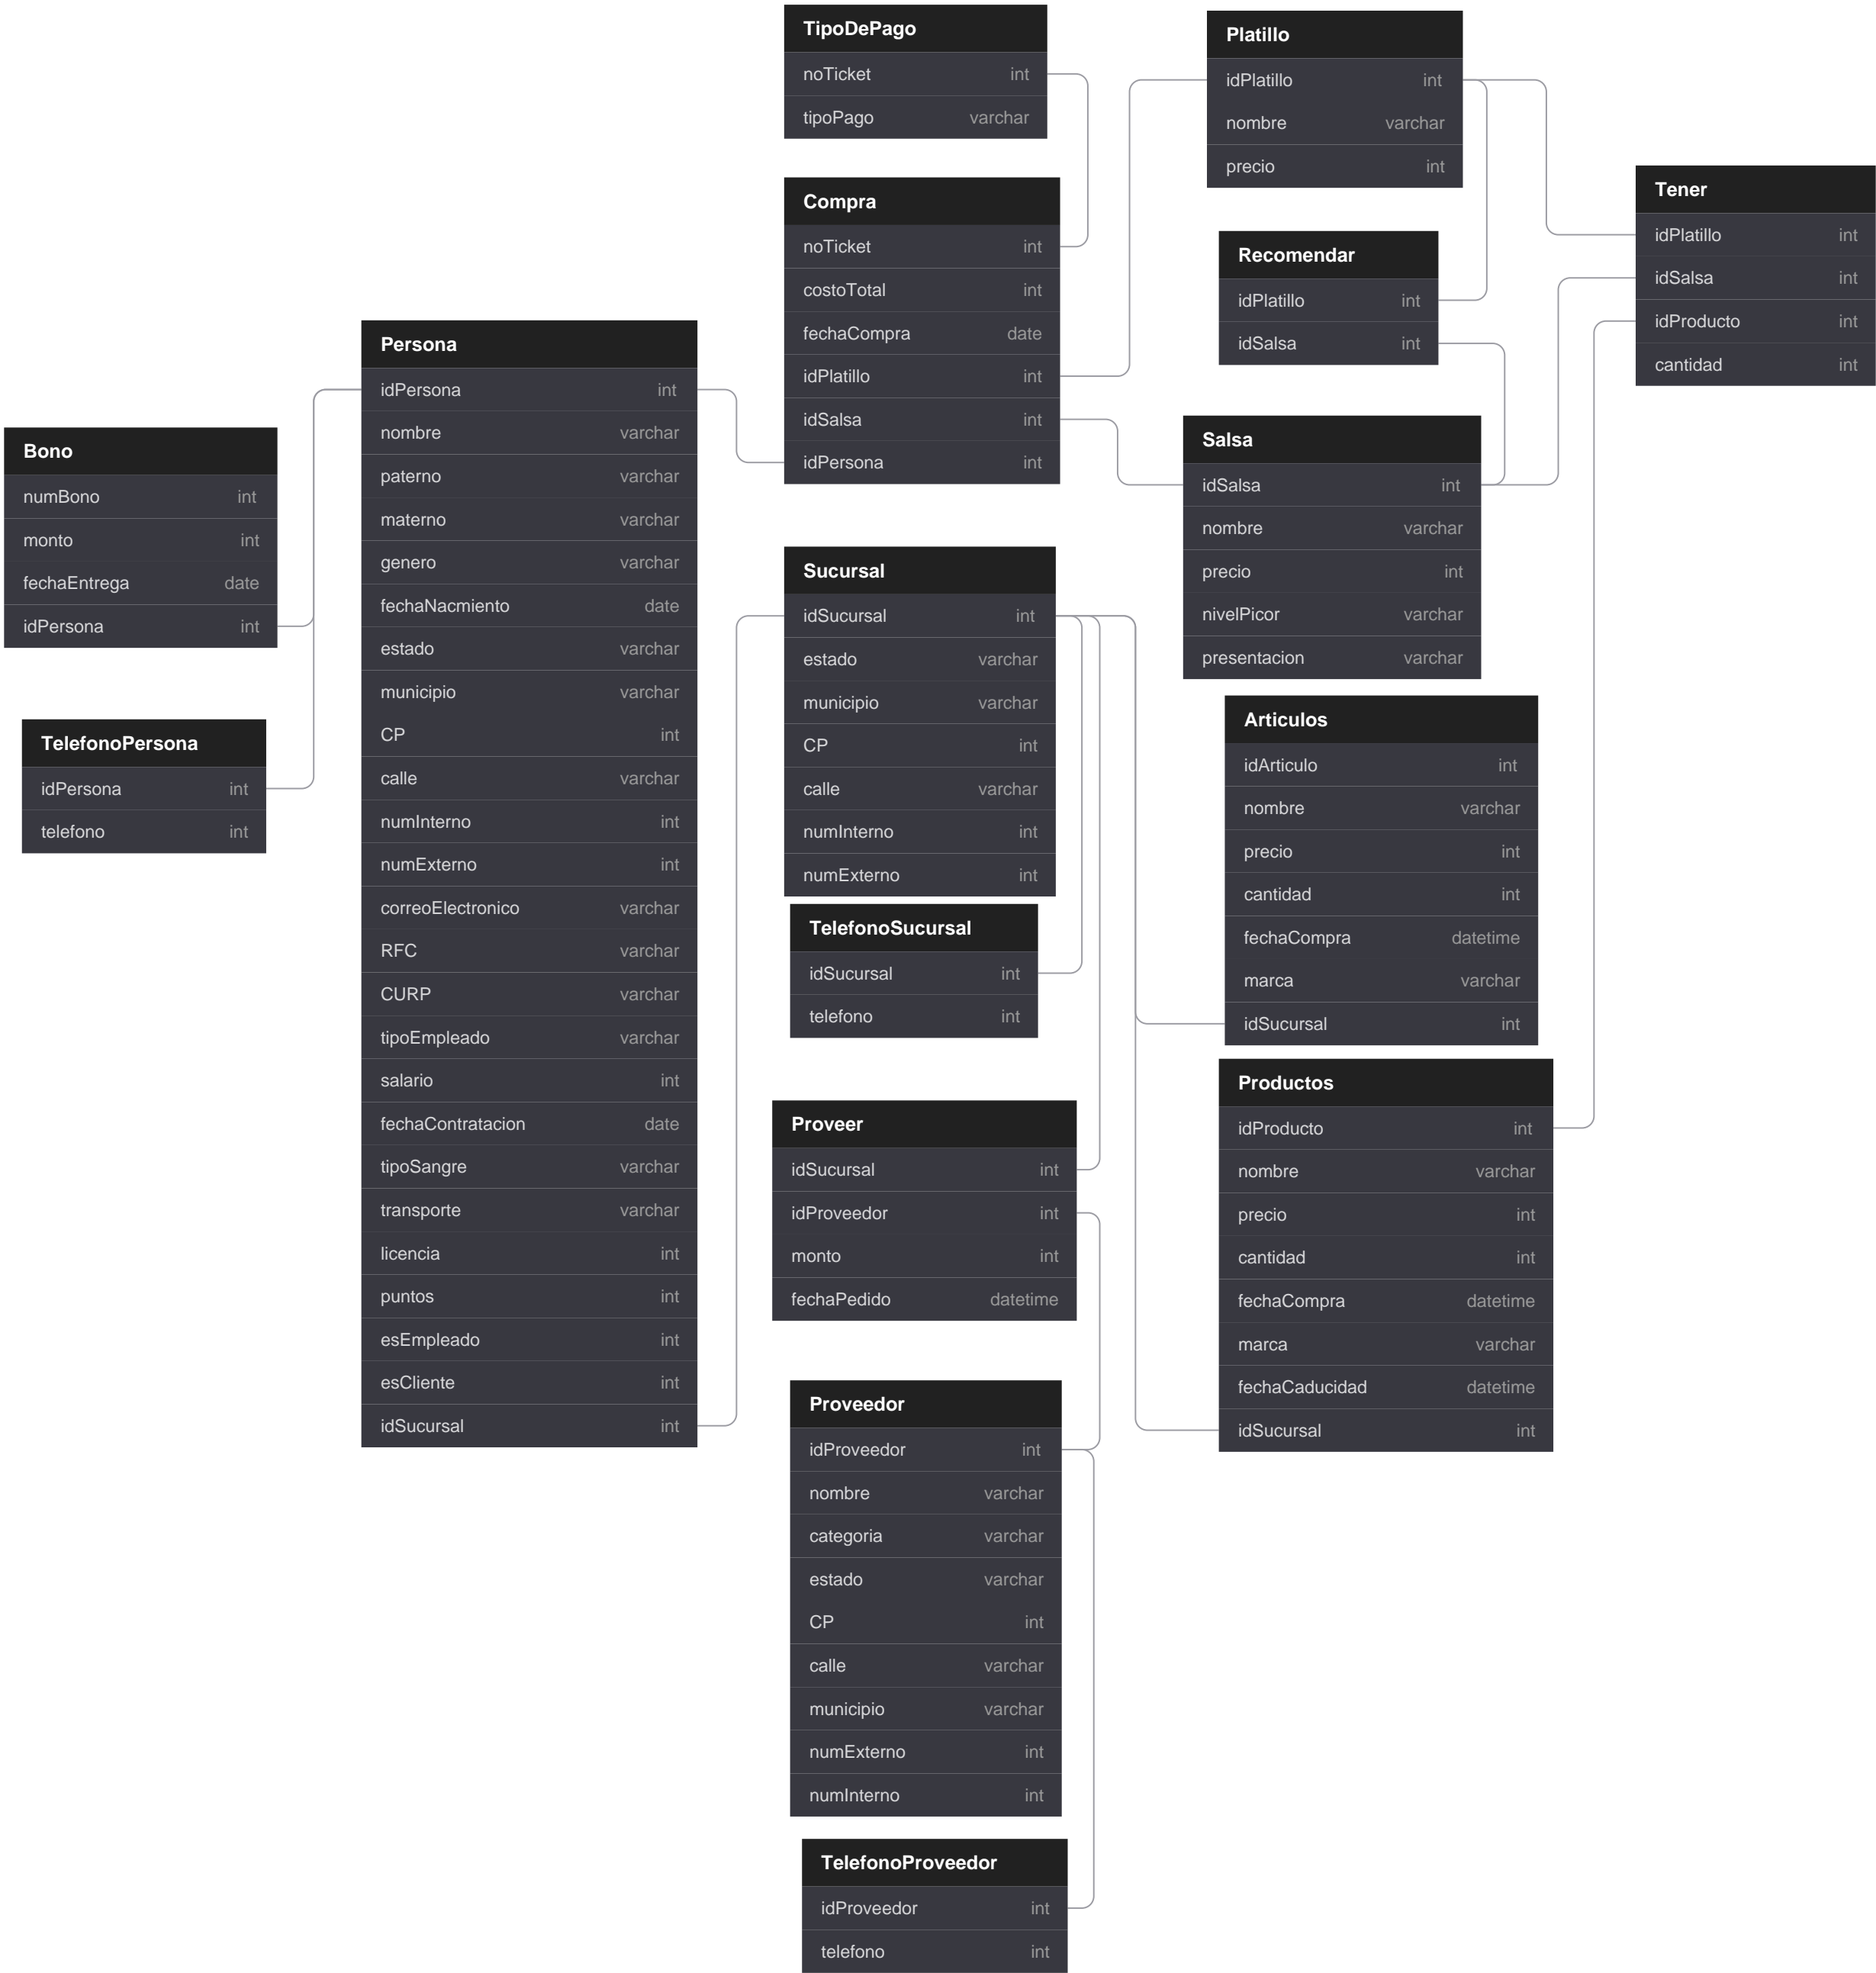 TipoDePago
noTicket int
tipoPago varchar
Compra
noTicket int
costoTotal int
fechaCompra date
idPlatillo int
idSalsa int
idPersona int
Platillo
idPlatillo int
nombre varchar
precio int
Recomendar
idPlatillo int
idSalsa int
Tener
idPlatillo int
idSalsa int
idProducto int
cantidad int
Persona
idPersona int
nombre varchar
paterno varchar
materno varchar
genero varchar
fechaNacmiento date
estado varchar
municipio varchar
CP int
calle varchar
numInterno int
numExterno int
correoElectronico varchar
RFC varchar
CURP varchar
tipoEmpleado varchar
salario int
fechaContratacion date
tipoSangre varchar
transporte varchar
licencia int
puntos int
esEmpleado int
esCliente int
idSucursal int
Bono
numBono int
monto int
fechaEntrega date
idPersona int
TelefonoPersona
idPersona int
telefono int
Salsa
idSalsa int
nombre varchar
precio int
nivelPicor varchar
presentacion varchar
Sucursal
idSucursal int
estado varchar
municipio varchar
CP int
calle varchar
numInterno int
numExterno int
TelefonoSucursal
idSucursal int
telefono int
Articulos
idArticulo int
nombre varchar
precio int
cantidad int
fechaCompra datetime
marca varchar
idSucursal int
Productos
idProducto int
nombre varchar
precio int
cantidad int
fechaCompra datetime
marca varchar
fechaCaducidad datetime
idSucursal int
Proveer
idSucursal int
idProveedor int
monto int
fechaPedido datetime
Proveedor
idProveedor int
nombre varchar
categoria varchar
estado varchar
CP int
calle varchar
municipio varchar
numExterno int
numInterno int
TelefonoProveedor
idProveedor int
telefono int